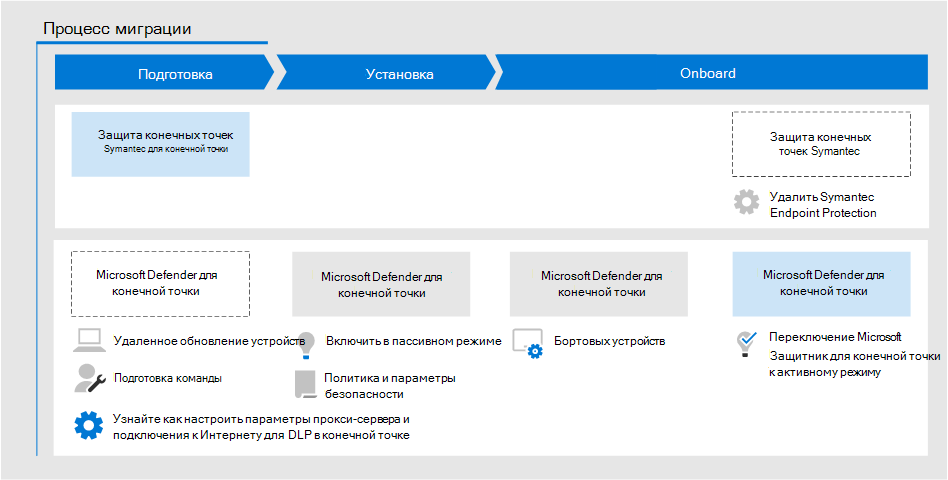 Процесс миграции
Подготовка
Установка
Onboard
Защита конечных точек
Symantec для конечной точки
Защита конечных
точек Symantec
Удалить Symantec
Endpoint Protection
Microsoft Defender для
конечной точки
Microsoft Defender для
конечной точки
Microsoft Defender для
конечной точки
Microsoft Defender для
конечной точки
Удаленное обновление устройств
Подготовка команды
Узнайте как настроить параметры прокси-сервера и
подключения к Интернету для DLP в конечной точке
Включить в пассивном режиме
Политика и параметры
безопасности
Бортовых устройств
Переключение Microsoft
Защитник для конечной точки
к активному режиму